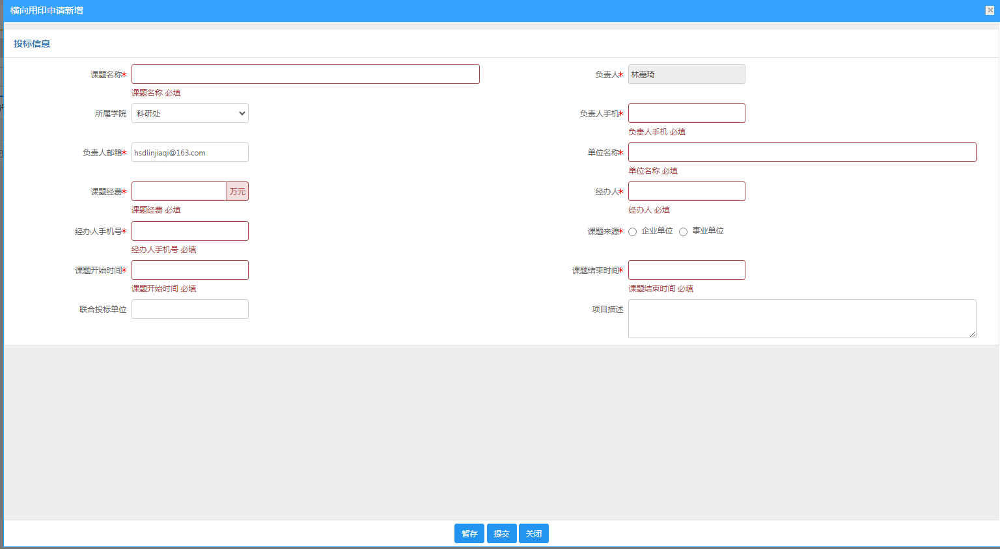 横向用印申请新增
投标信息
课题名称*
课题名称 必填
负责人* 林嘉琦
所属学院 科研处
负责人手机*
负责人手机 必填
负责人邮箱* hsdlinjiaqi@163.com
单位名称*
单位名称 必填
课题经费* 万元
课题经费 必填
经办人*
经办人 必填
经办人手机号*
经办人手机号 必填
课题来源* 企业单位 事业单位
课题开始时间*
课题开始时间 必填
课题结束时间*
课题结束时间 必填
联合投标单位
项目描述
暂存 提交 关闭